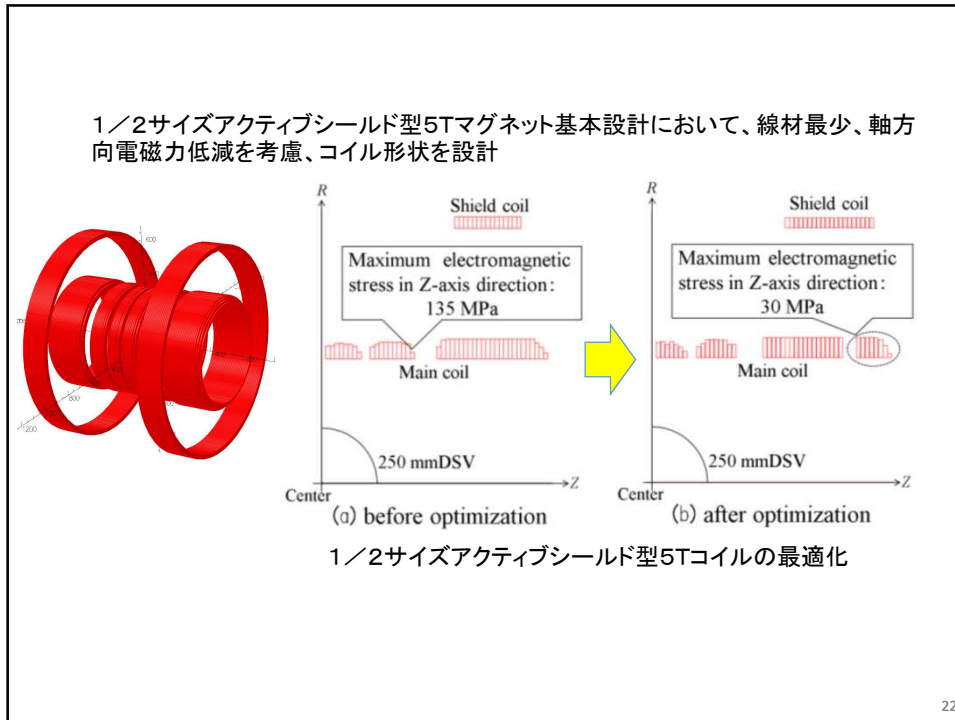 1/2サイズアクティブシールド型5Tマグネット基本設計において、線材最少、軸方
向電磁力低減を考慮、コイル形状を設計
R
Shield coil
Maximum electromagnetic
stress in Z-axis direction:
135 MPa
Main coil
250 mmDSV
Z
Center
(a) before optimization
R
Shield coil
Maximum electromagnetic
stress in Z-axis direction:
30 MPa
Main coil
250 mmDSV
Z
Center
(b) after optimization
600
800
1200
1/2サイズアクティブシールド型5Tコイルの最適化
22